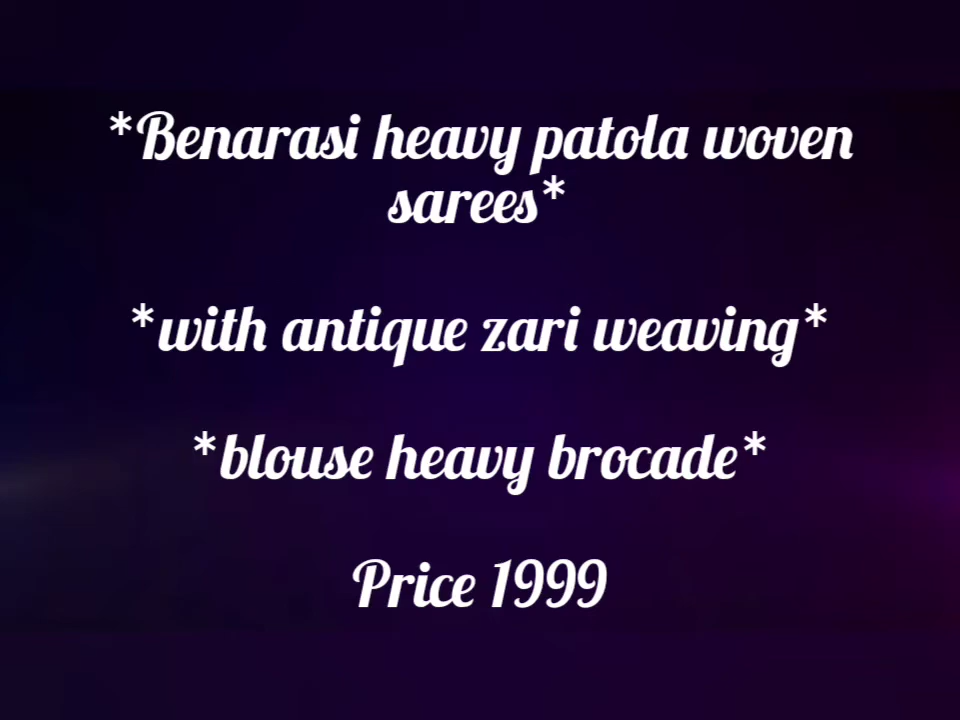 *Benarasi heavy patola woven
sarees*
*with antique zari weaving*
*blouse heavy brocade*
Price 1999